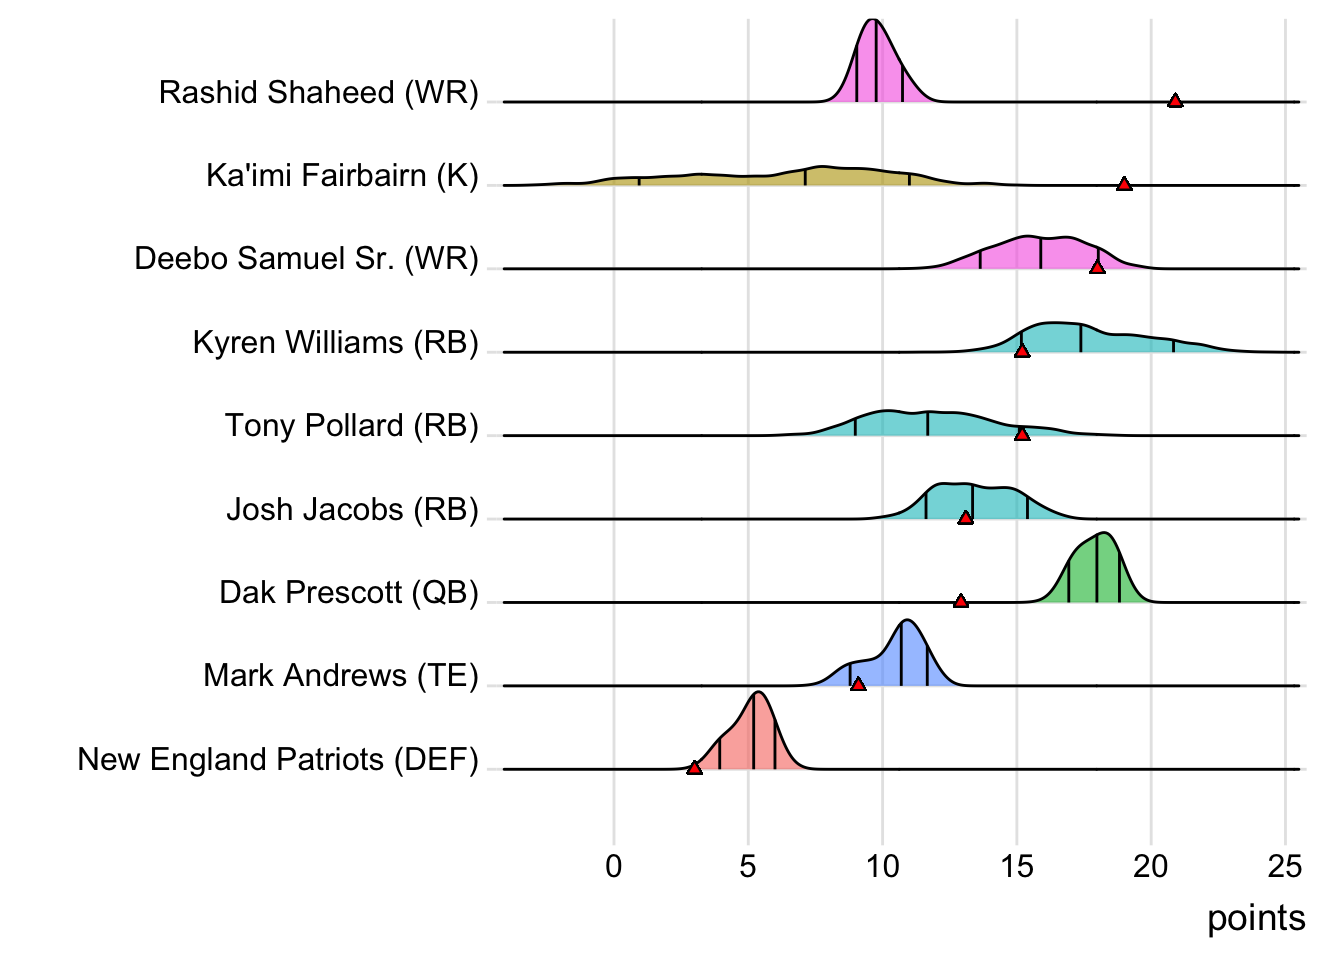 Rashid Shaheed (WR)
Ka'imi Fairbairn (K)
Deebo Samuel Sr. (WR)
Kyren Williams (RB)
Tony Pollard (RB)
Josh Jacobs (RB)
Dak Prescott (QB)
Mark Andrews (TE)
New England Patriots (DEF)
0 5 10 15 20 25
points